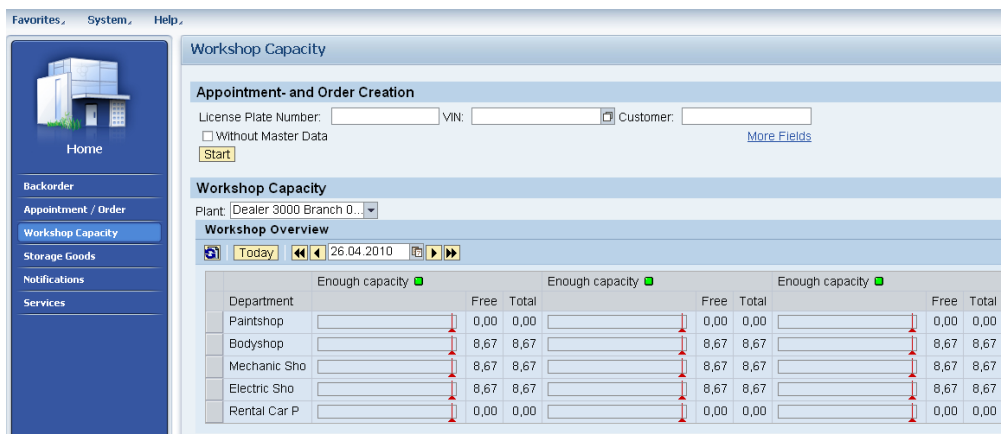 Favorites System Help
Workshop Capacity
Home
Backorder
Appointment / Order
Workshop Capacity
Storage Goods
Notifications
Services
Appointment- and Order Creation
License Plate Number: VIN: Customer:
Without Master Data More Fields
Start
Workshop Capacity
Plant: Dealer 3000 Branch 0...
Workshop Overview
Today 26.04.2010
Enough capacity Enough capacity Enough capacity
Department Free Total Free Total Free Total
Paintshop 0,00 0,00 0,00 0,00 0,00 0,00
Bodyshop 8,67 8,67 8,67 8,67 8,67 8,67
Mechanic Sho 8,67 8,67 8,67 8,67 8,67 8,67
Electric Sho 8,67 8,67 8,67 8,67 8,67 8,67
Rental Car P 0,00 0,00 0,00 0,00 0,00 0,00